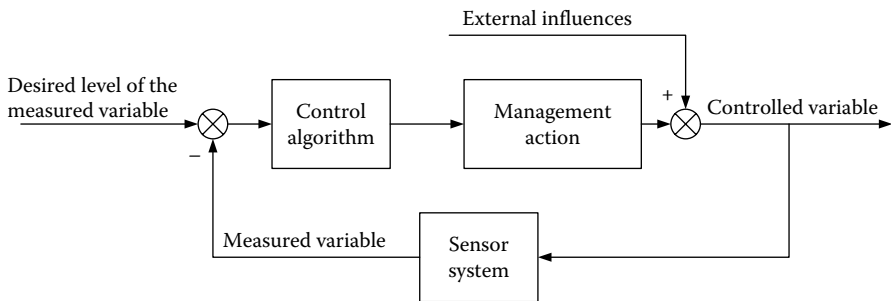 External influences
Desired level of the
measured variable
Control
algorithm
Management
action
+
Controlled variable
−
Measured variable
Sensor
system